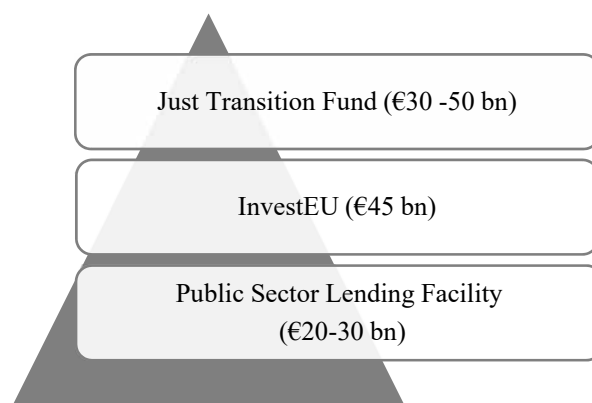 Just Transition Fund (€30 -50 bn)
InvestEU (€45 bn)
Public Sector Lending Facility
(€20-30 bn)